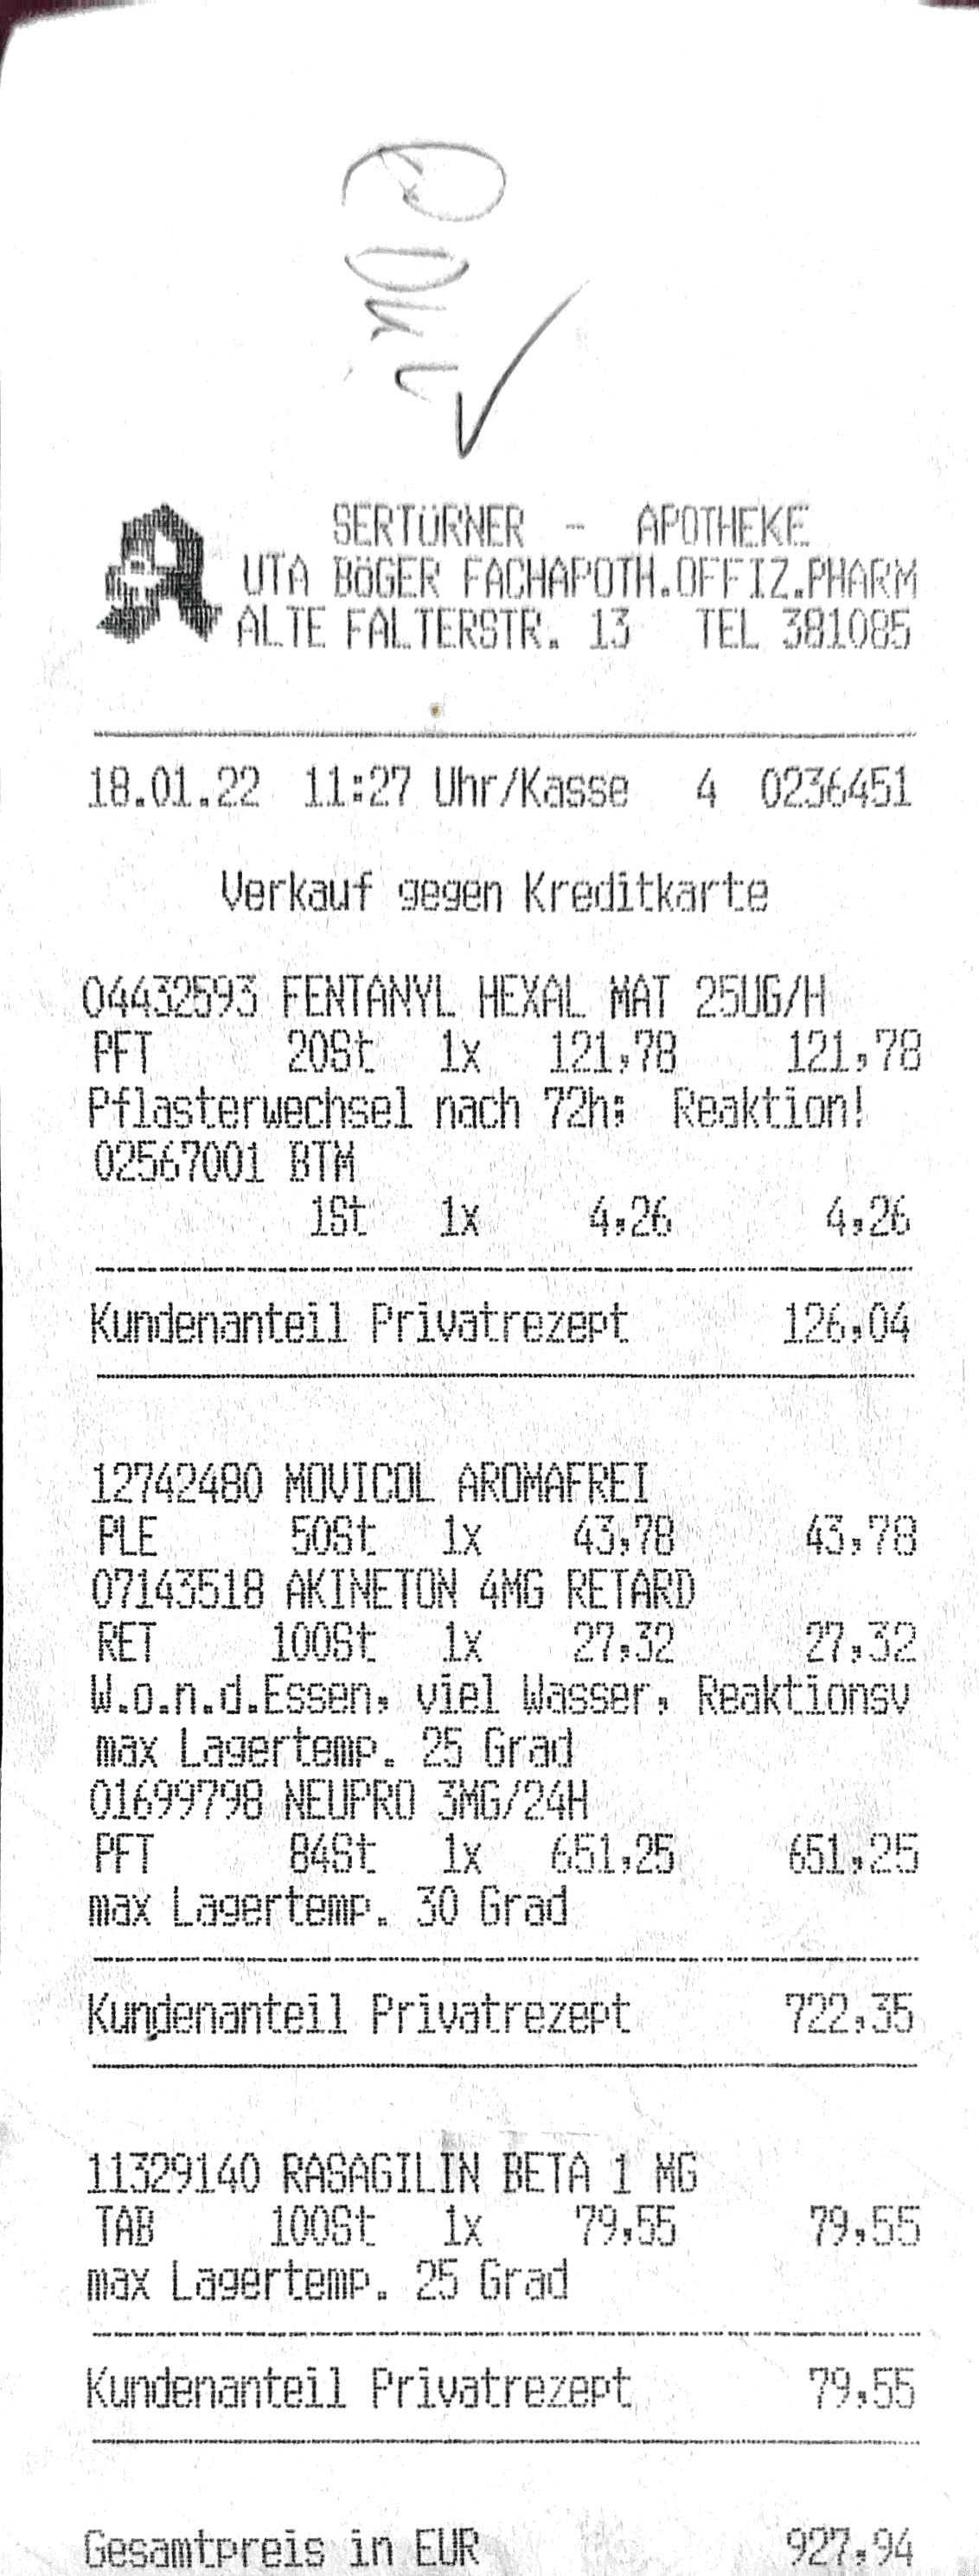 SERTÜRNER - APOTHEKE
UTA BöGER FACHAPOTH.OFFIZ.PHARM
ALTE FALTERSTR. 13 TEL 381085
18.01.22 11:27 Uhr/Kasse 4 0236451
Verkauf gegen Kreditkarte
04432593 FENTANYL HEXAL MAT 25UG/H
PFT 20St 1x 121,78 121,78
Pflasterwechsel nach 72h; Reaktion!
02567001 BTM
1St 1x 4,26 4,26
Kundenanteil Privatrezept 126,04
12742480 MOVICOL AROMAFREI
PLE 50St 1x 43,78 43,78
07143518 AKINETON 4MG RETARD
RET 100St 1x 27,32 27,32
W.o.n.d.Essen, viel Wasser, Reaktionsv
max Lagertemp. 25 Grad
01699798 NEUPRO 3MG/24H
PFT 84St 1x 651,25 651,25
max Lagertemp. 30 Grad
Kundenanteil Privatrezept 722,35
11329140 RASAGILIN BETA 1 MG
TAB 100St 1x 79,55 79,55
max Lagertemp. 25 Grad
Kundenanteil Privatrezept 79,55
Gesamtpreis in EUR 927,94